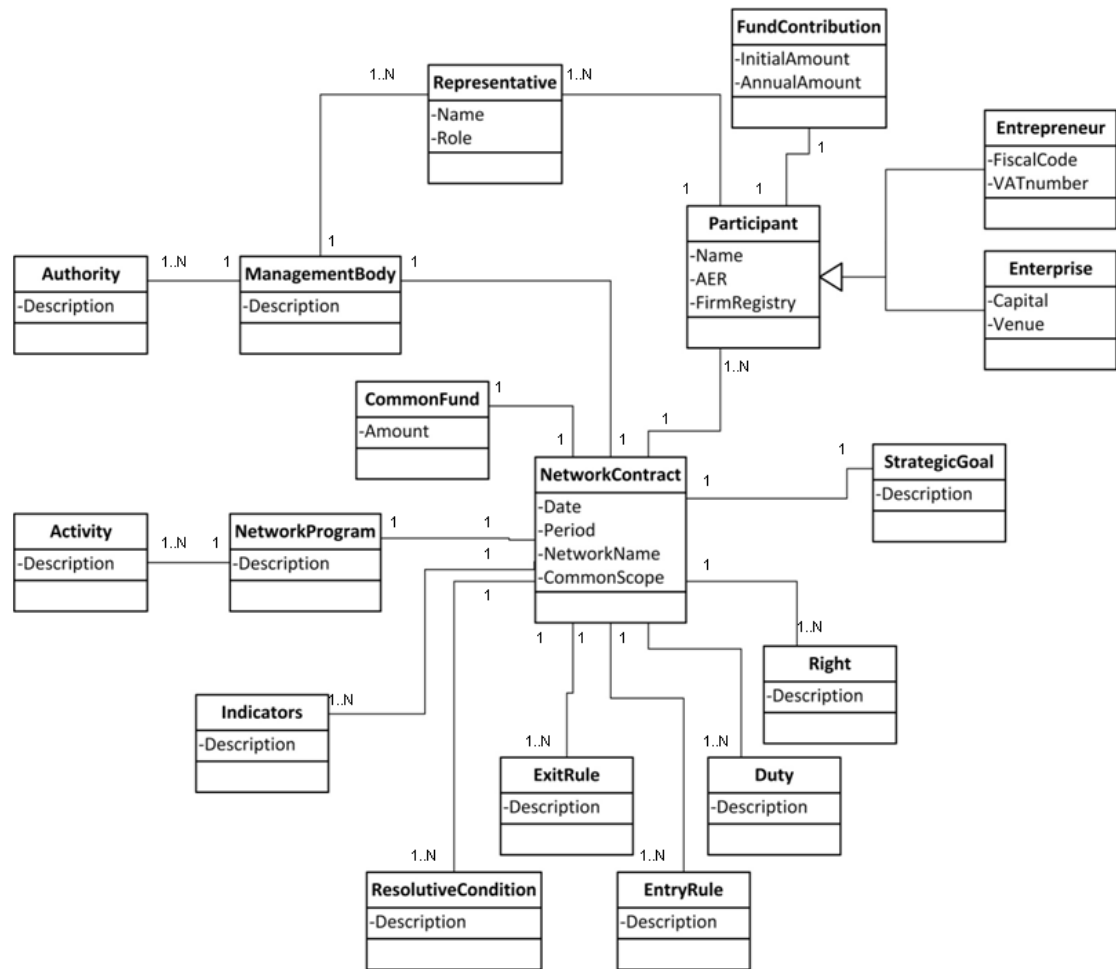 FundContribution
-InitialAmount
-AnnualAmount
1
1..N
Representative
-Name
-Role
1..N
Entrepreneur
-FiscalCode
-VATnumber
1
1
Participant
-Name
-AER
-FirmRegistry
1..N
Enterprise
-Capital
-Venue
Authority
-Description
1..N
1
1
ManagementBody
-Description
1
CommonFund
-Amount
1
1
1
1
NetworkContract
-Date
-Period
-NetworkName
-CommonScope
1
1
StrategicGoal
-Description
Activity
-Description
1..N
1
NetworkProgram
-Description
1
1
1
1
1
1..N
Right
-Description
1
1
1
Indicators
-Description
1..N
1..N
ExitRule
-Description
1..N
Duty
-Description
1..N
ResolutiveCondition
-Description
1..N
EntryRule
-Description